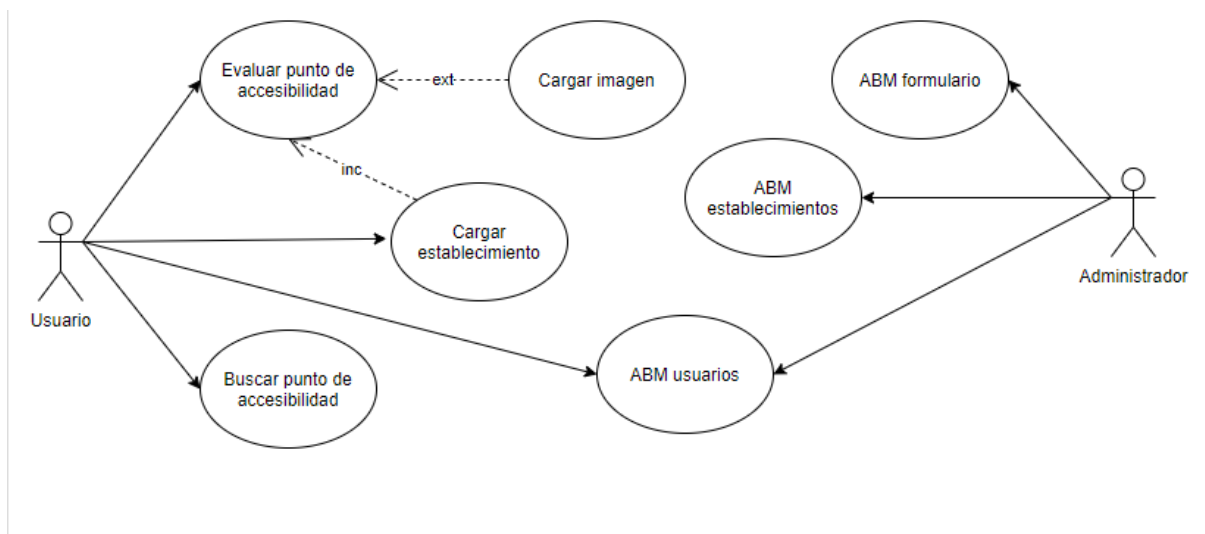 Evaluar punto de
accesibilidad
ext
Cargar imagen
ABM formulario
inc
ABM
establecimientos
Cargar
establecimiento
Usuario
Administrador
Buscar punto de
accesibilidad
ABM usuarios